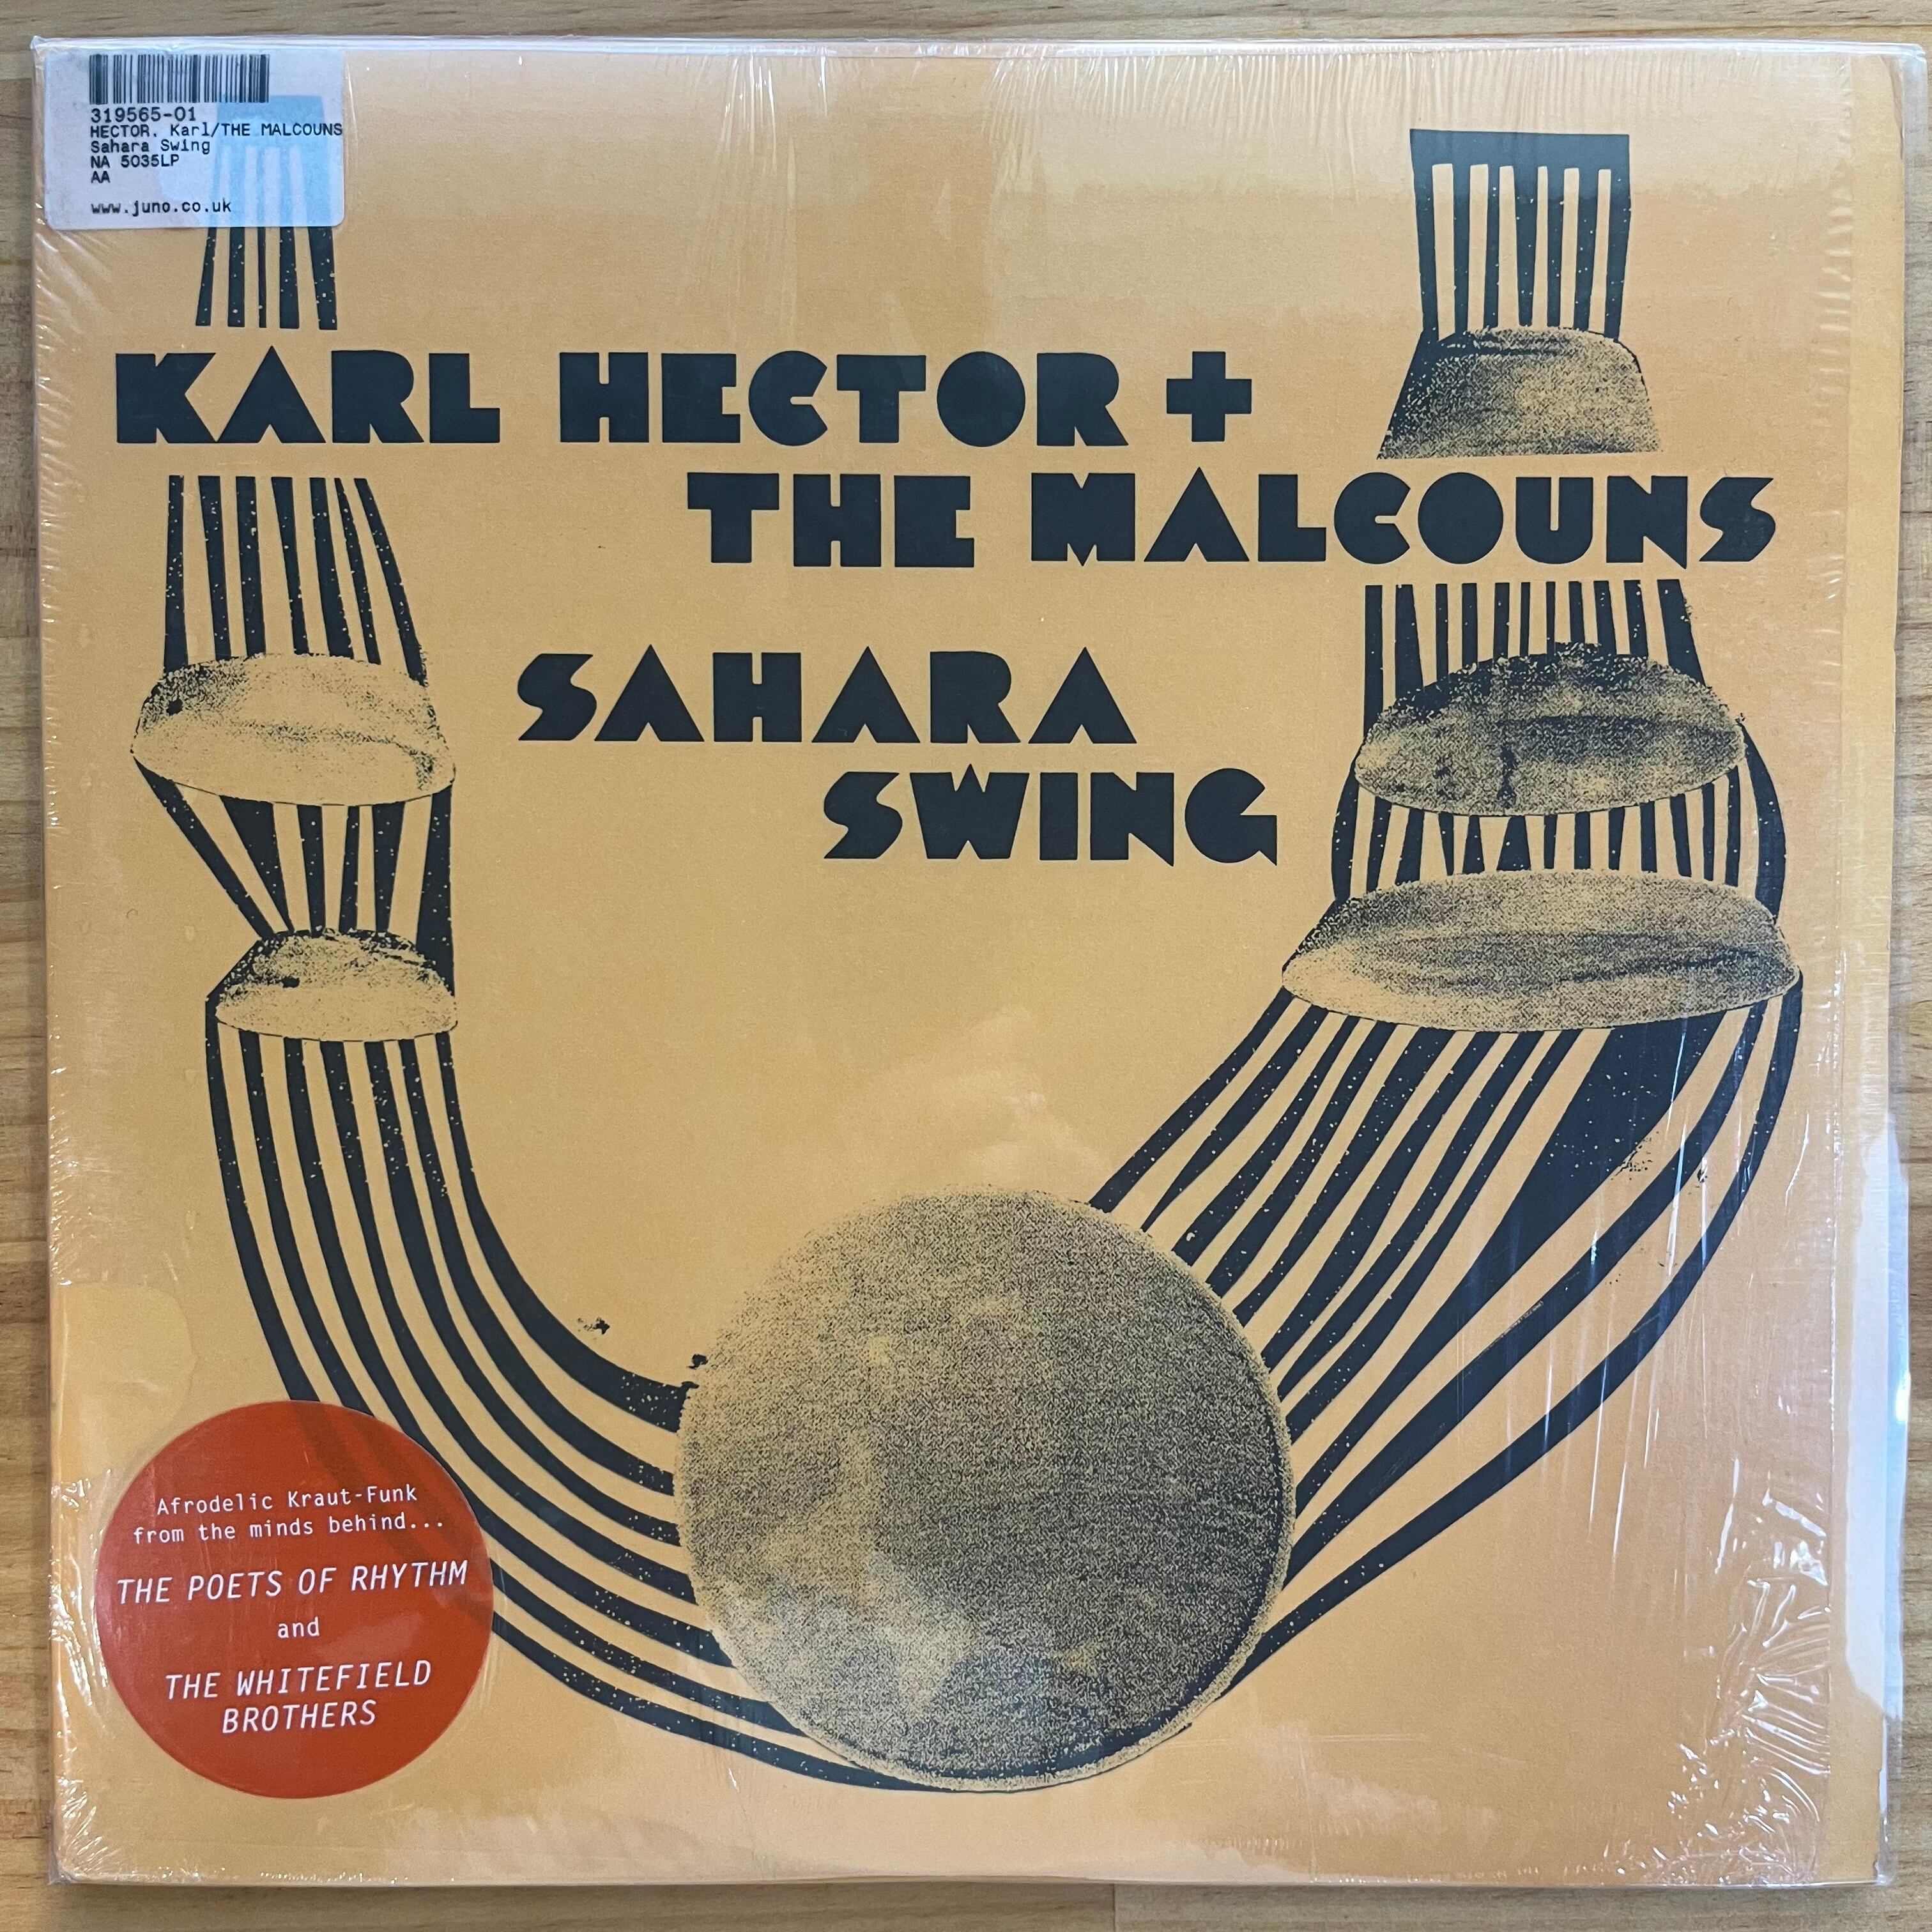 319565-01
HECTOR, Karl/THE MALCOUNS
Sahara Swing
NA 5035LP
AA
www.juno.co.uk
KARL HECTOR +
THE MALCOUNS
SAHARA
SWING
Afrodelic Kraut-Funk
from the minds behind...
THE POETS OF RHYTHM
and
THE WHITEFIELD
BROTHERS